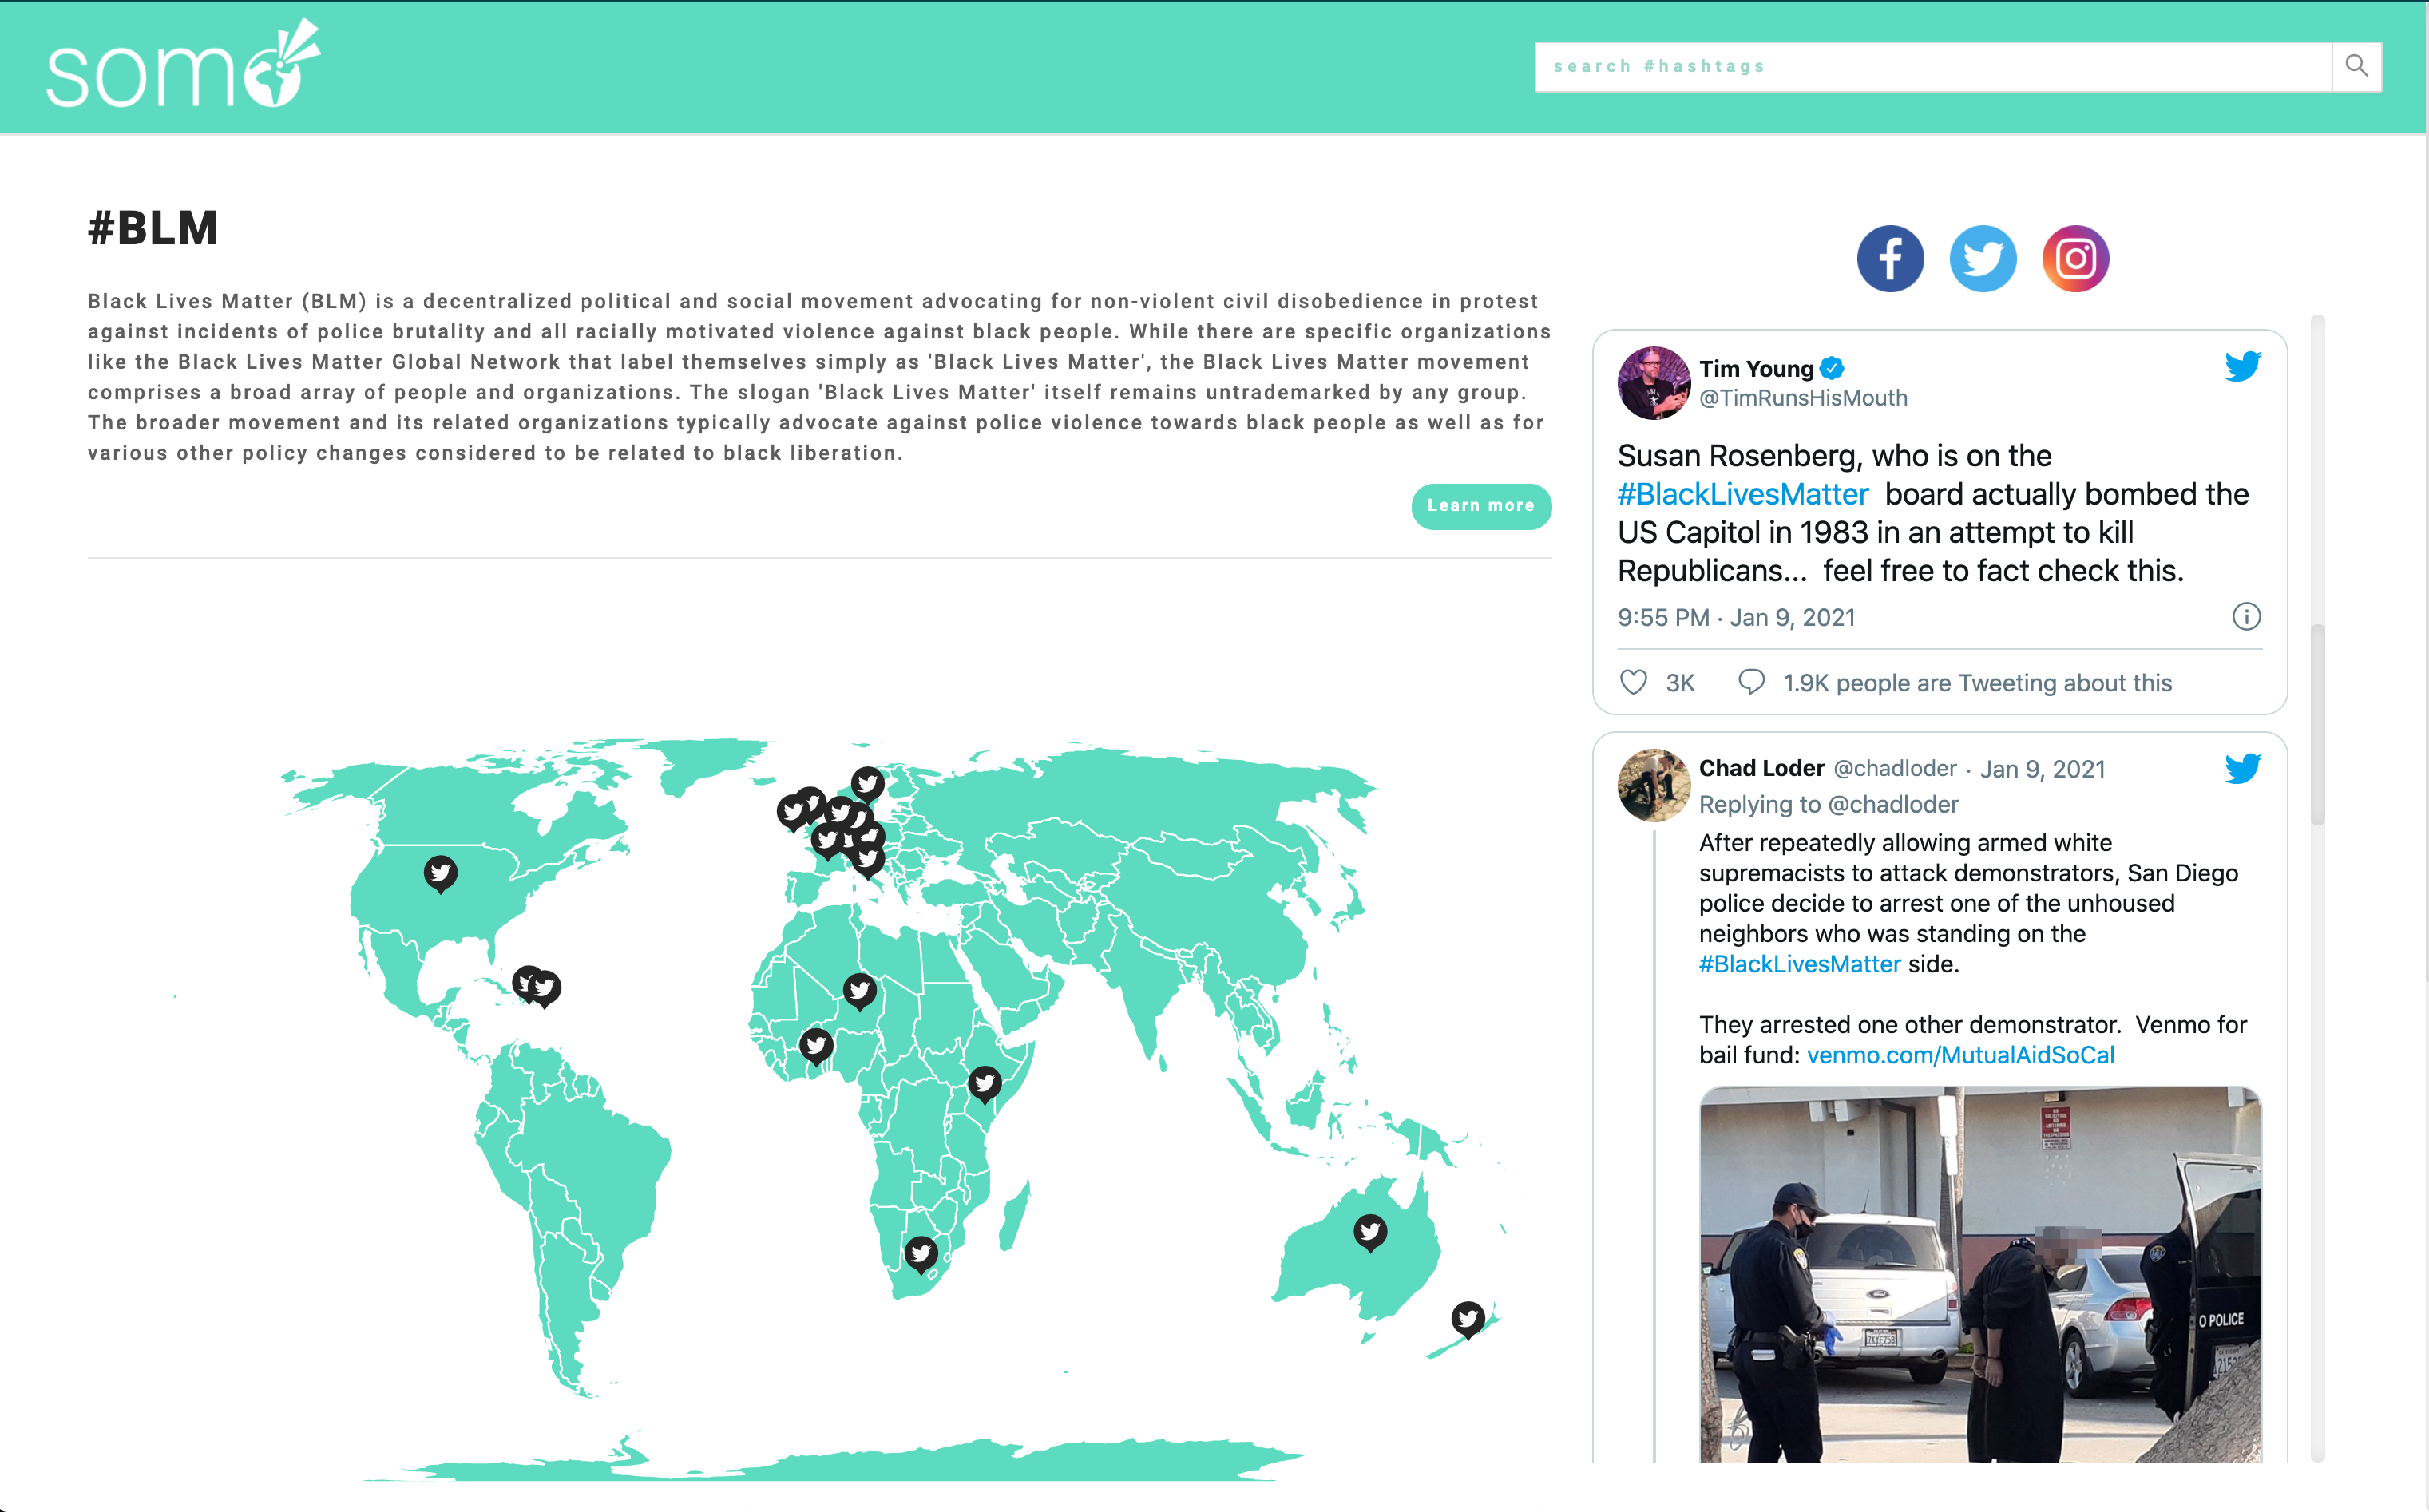 somo
search #hashtags
#BLM
Black Lives Matter (BLM) is a decentralized political and social movement advocating for non-violent civil disobedience in protest
against incidents of police brutality and all racially motivated violence against black people. While there are specific organizations
like the Black Lives Matter Global Network that label themselves simply as 'Black Lives Matter', the Black Lives Matter movement
comprises a broad array of people and organizations. The slogan 'Black Lives Matter' itself remains untrademarked by any group.
The broader movement and its related organizations typically advocate against police violence towards black people as well as for
various other policy changes considered to be related to black liberation.
Learn more
Tim Young
@TimRunsHisMouth
Susan Rosenberg, who is on the
#BlackLivesMatter board actually bombed the
US Capitol in 1983 in an attempt to kill
Republicans... feel free to fact check this.
9:55 PM · Jan 9, 2021
3K 1.9K people are Tweeting about this
Chad Loder @chadloder · Jan 9, 2021
Replying to @chadloder
After repeatedly allowing armed white
supremacists to attack demonstrators, San Diego
police decide to arrest one of the unhoused
neighbors who was standing on the
#BlackLivesMatter side.
They arrested one other demonstrator. Venmo for
bail fund: venmo.com/MutualAidSoCal
O POLICE